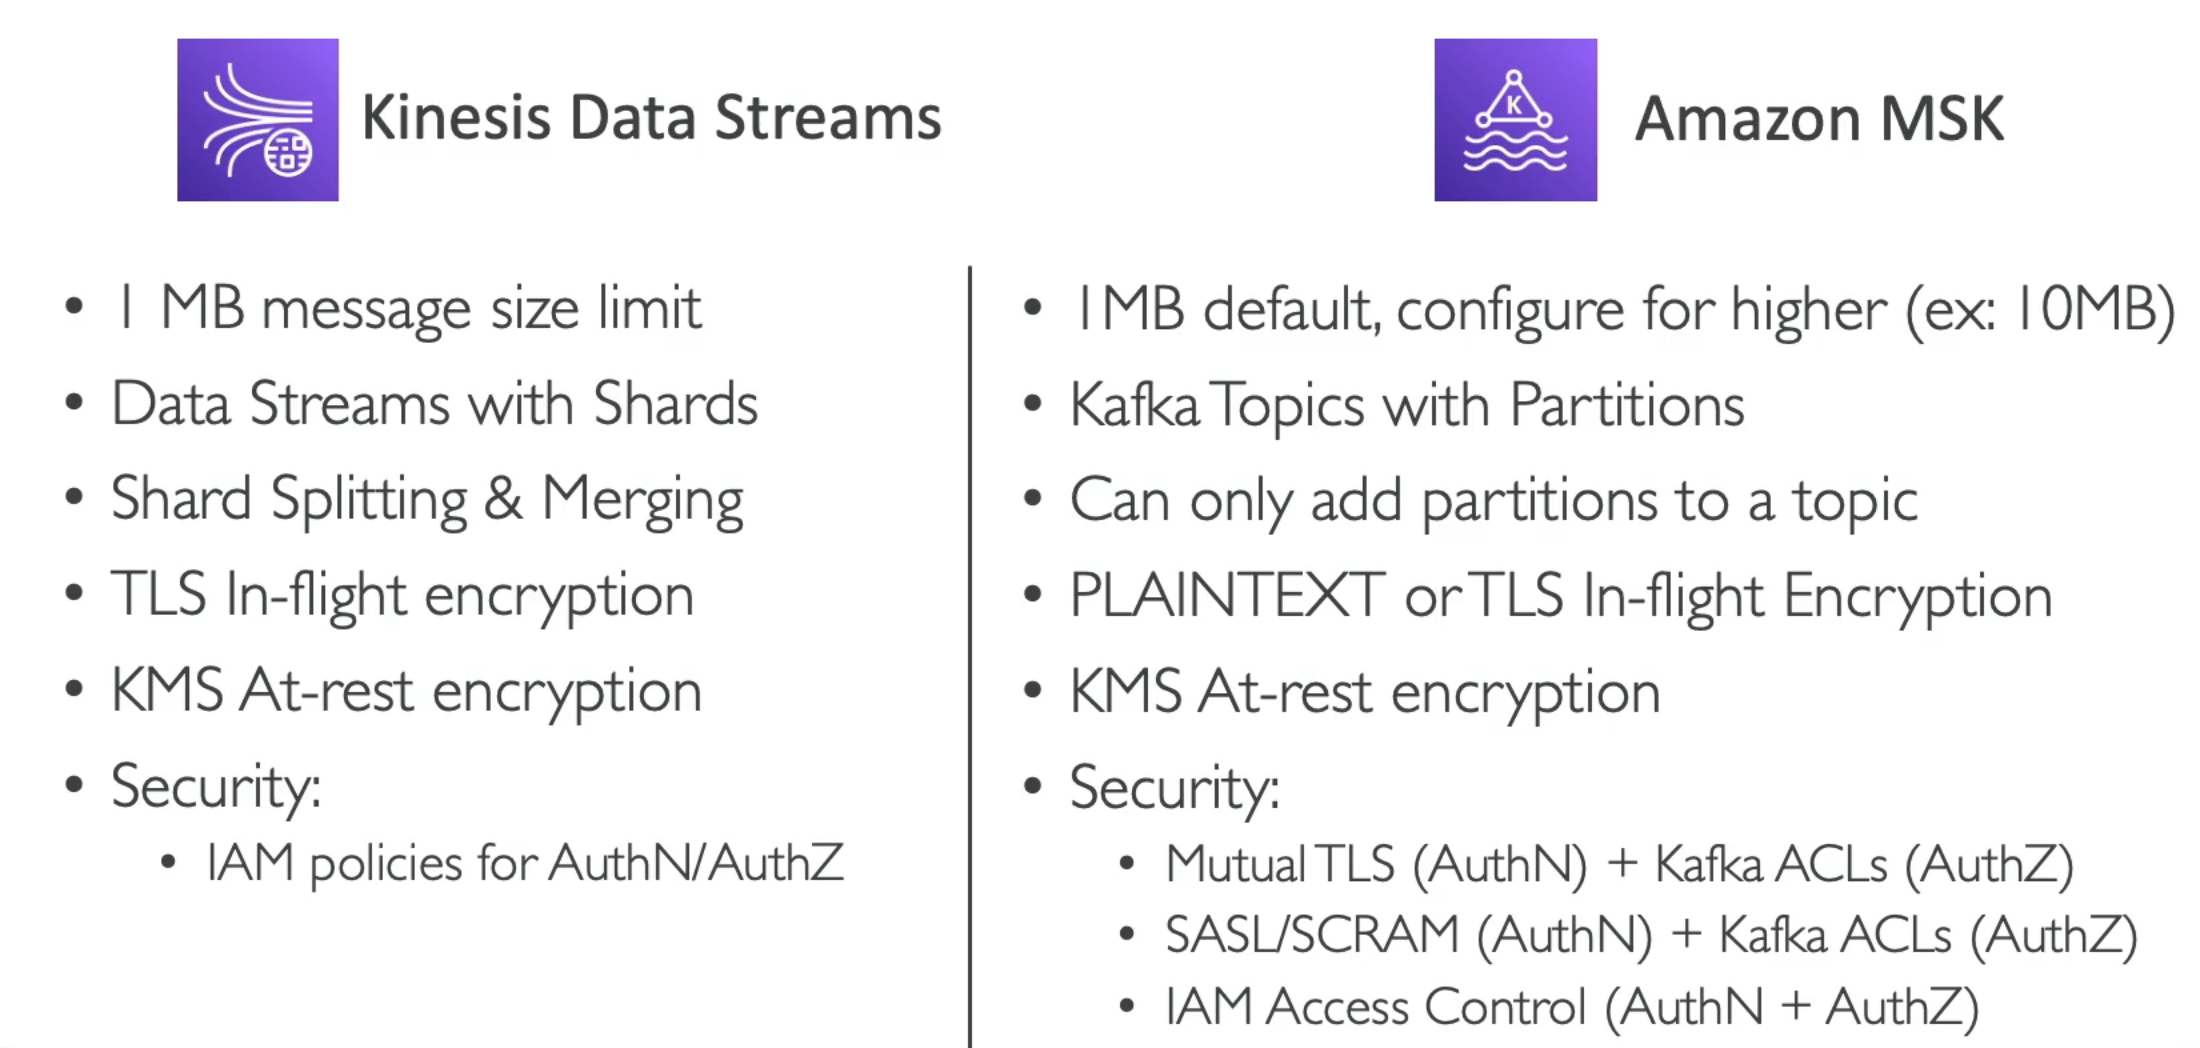 Kinesis Data Streams
• 1 MB message size limit
• Data Streams with Shards
• Shard Splitting & Merging
• TLS In-flight encryption
• KMS At-rest encryption
• Security:
• IAM policies for AuthN/AuthZ
K
Amazon MSK
• 1MB default, configure for higher (ex: 10MB)
• Kafka Topics with Partitions
• Can only add partitions to a topic
• PLAINTEXT or TLS In-flight Encryption
• KMS At-rest encryption
• Security:
• Mutual TLS (AuthN) + Kafka ACLs (AuthZ)
• SASL/SCRAM (AuthN) + Kafka ACLs (AuthZ)
• IAM Access Control (AuthN + AuthZ)